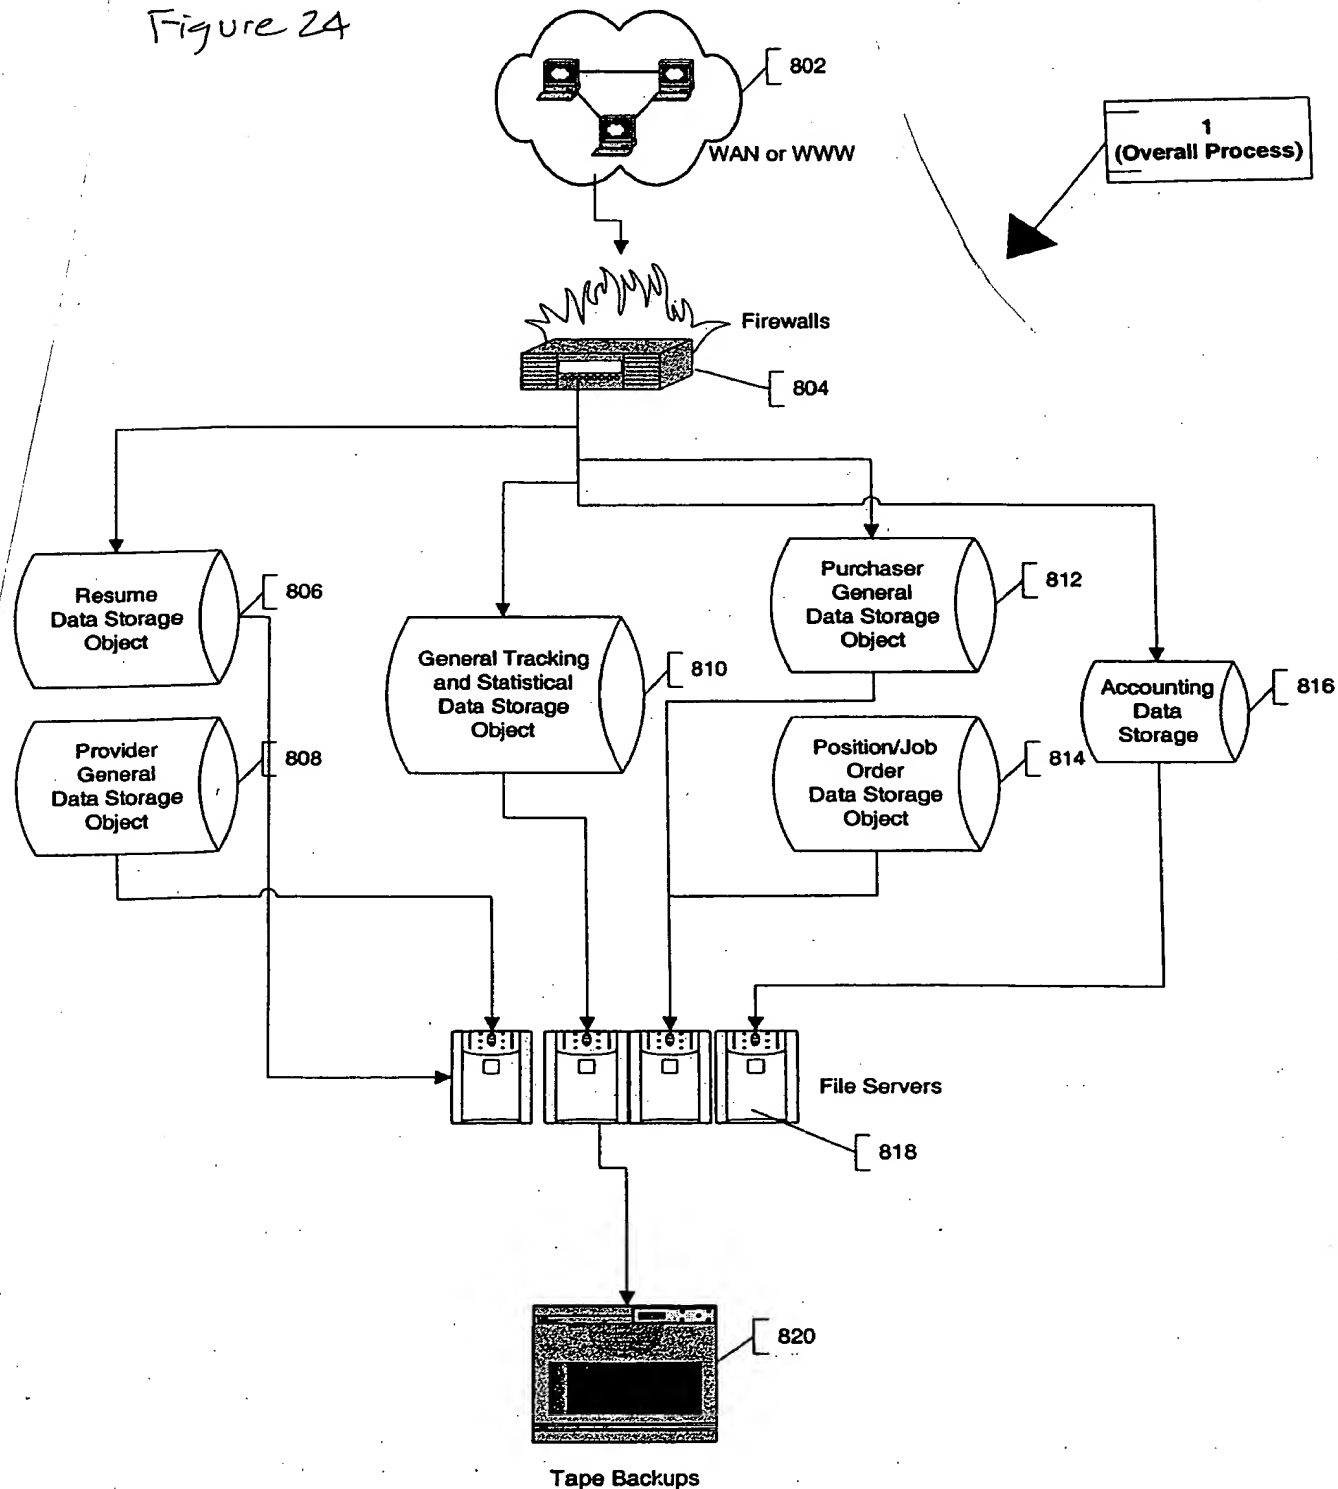 Figure 24
802
WAN or WWW
1
(Overall Process)
Firewalls
804
Resume
Data Storage
Object
806
Provider
General
Data Storage
Object
808
General Tracking
and Statistical
Data Storage
Object
810
Purchaser
General
Data Storage
Object
812
Position/Job
Order
Data Storage
Object
814
Accounting
Data
Storage
816
File Servers
818
820
Tape Backups